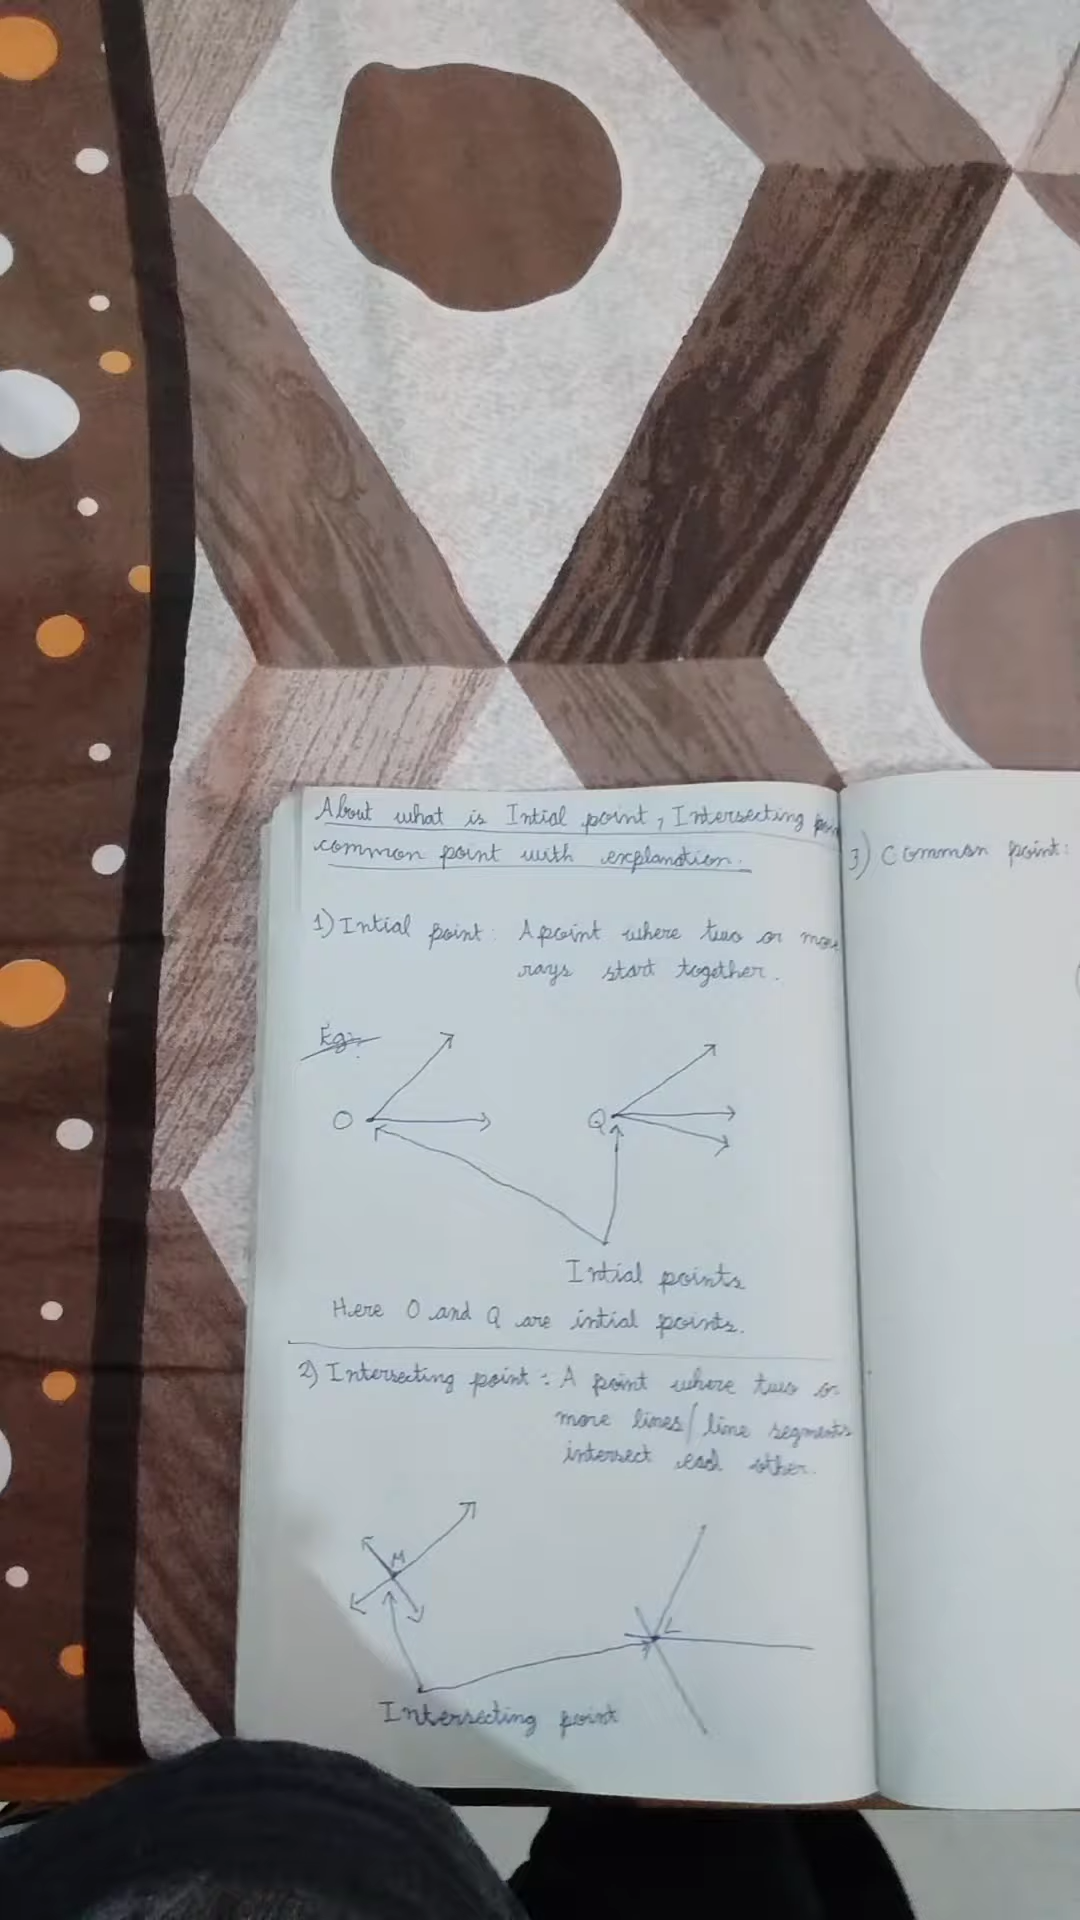 About what is Intial point, Intersecting
common point with explanation.
1) Intial point: A point where two or more
rays start together.
Eg:-
O
Q
Intial points
Here O and Q are intial points.
2) Intersecting point :- A point where two or
more lines/line segments
intersect each other.
M
L
Intersecting point
3) Common point: